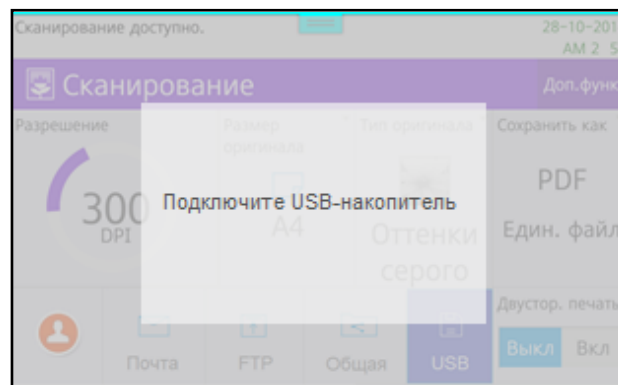 Сканирование доступно.
28-10-201
AM 2 5
Сканирование
Доп.функ
Разрешение
300
DPI
Размер
оригинала
A4
Тип оригинала
Оттенки
серого
Сохранить как
PDF
Един. файл
Подключите USB-накопитель
Почта
FTP
Общая
USB
Двустор. печать
Выкл
Вкл